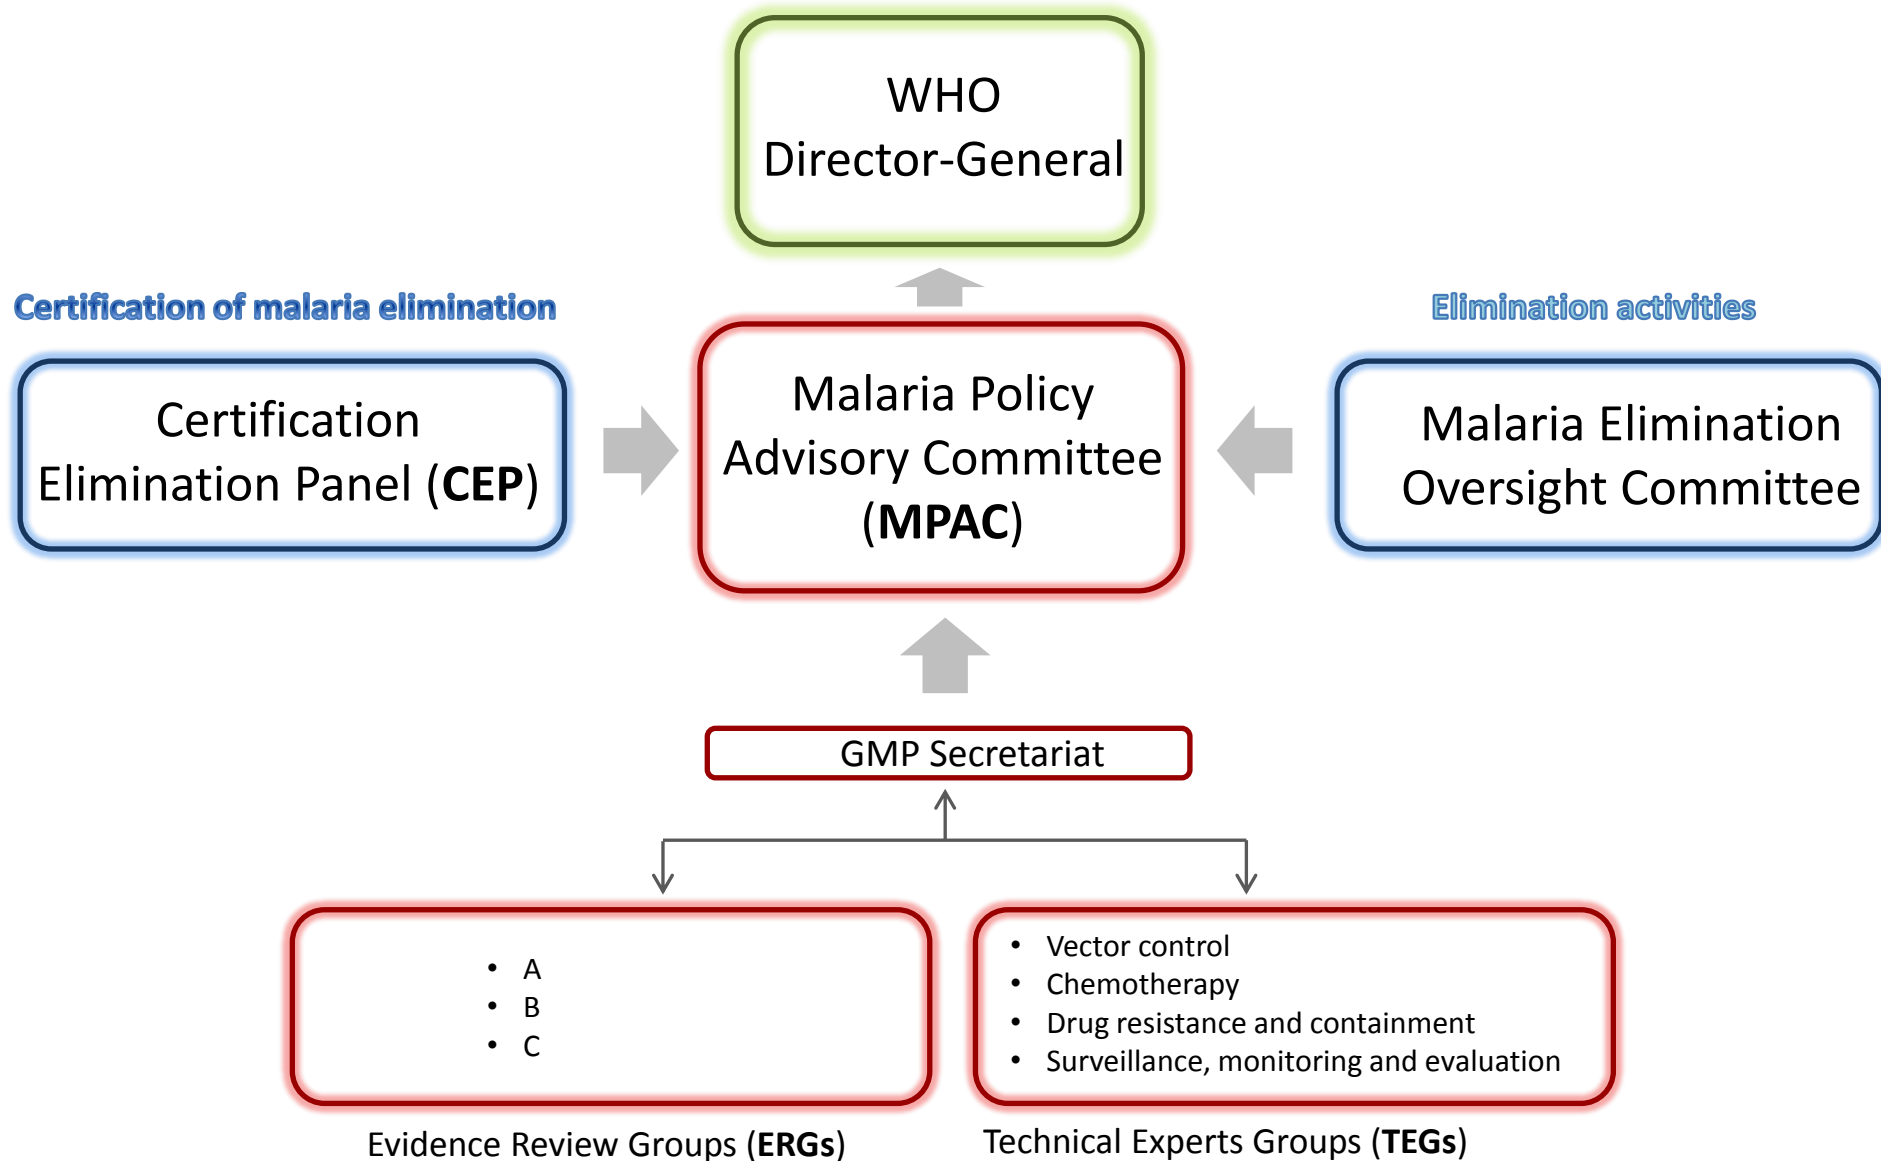 WHO
Director-General
Certification of malaria elimination
Elimination activities
Certification
Elimination Panel (CEP)
Malaria Policy
Advisory Committee
(MPAC)
Malaria Elimination
Oversight Committee
GMP Secretariat
• A
• B
• C
• Vector control
• Chemotherapy
• Drug resistance and containment
• Surveillance, monitoring and evaluation
Evidence Review Groups (ERGs)
Technical Experts Groups (TEGs)